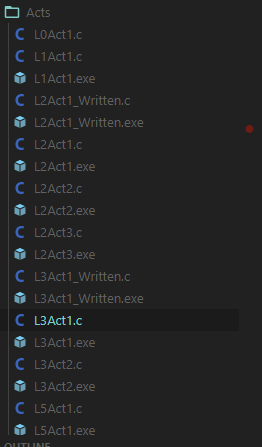 Acts
L0Act1.c
L1Act1.c
L1Act1.exe
L2Act1_Written.c
L2Act1_Written.exe
L2Act1.c
L2Act1.exe
L2Act2.c
L2Act2.exe
L2Act3.c
L2Act3.exe
L3Act1_Written.c
L3Act1_Written.exe
L3Act1.c
L3Act1.exe
L3Act2.c
L3Act2.exe
L5Act1.c
L5Act1.exe
OUTLINE